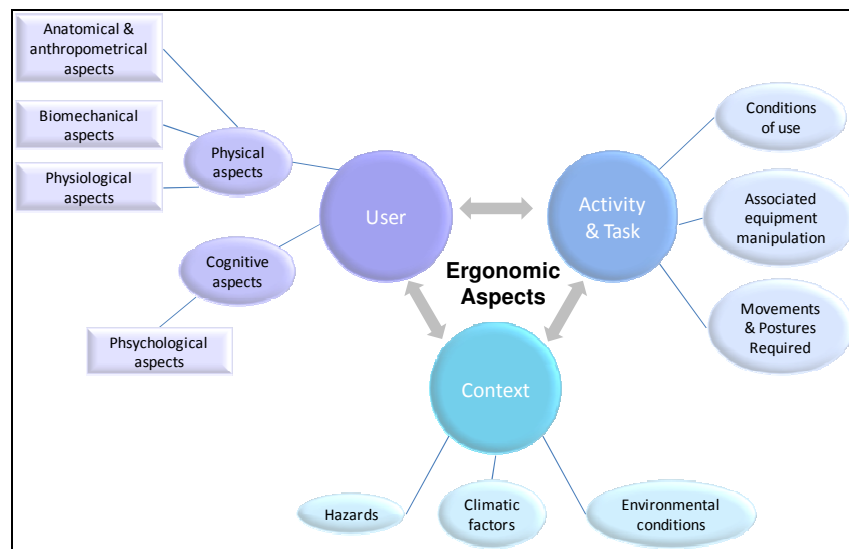 Anatomical &
anthropometrical
aspects
Biomechanical
aspects
Physiological
aspects
Physical
aspects
Cognitive
aspects
Phsychological
aspects
User
Activity
& Task
Ergonomic
Aspects
Context
Conditions
of use
Associated
equipment
manipulation
Movements
& Postures
Required
Hazards
Climatic
factors
Environmental
conditions